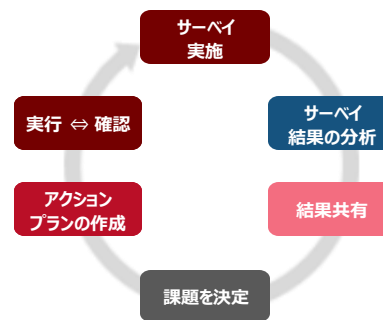 サーベイ
実施
サーベイ
結果の分析
結果共有
課題を決定
アクション
プランの作成
実行 ⇔ 確認